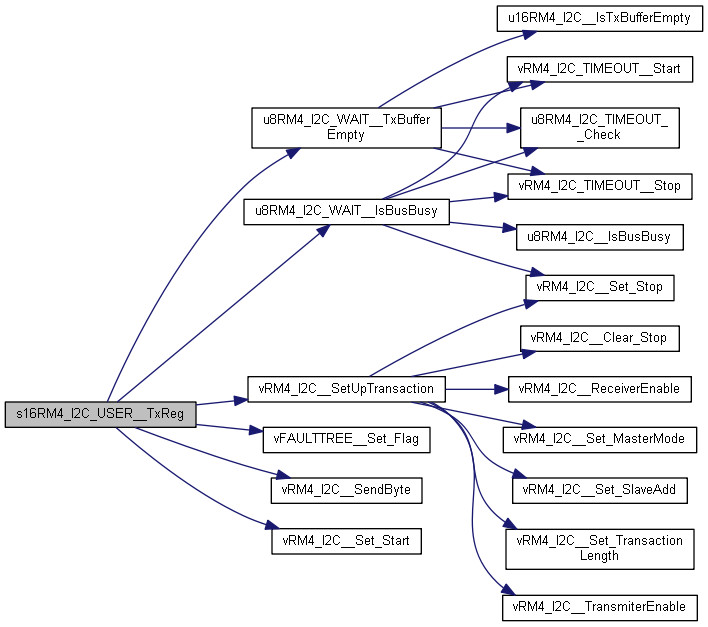 s16RM4_I2C_USER__TxReg
u8RM4_I2C_WAIT__TxBuffer
Empty
u8RM4_I2C_WAIT__IsBusBusy
vRM4_I2C__SetUpTransaction
vFAULTTREE__Set_Flag
vRM4_I2C__SendByte
vRM4_I2C__Set_Start
u16RM4_I2C__IsTxBufferEmpty
vRM4_I2C_TIMEOUT__Start
u8RM4_I2C_TIMEOUT_
_Check
vRM4_I2C_TIMEOUT__Stop
u8RM4_I2C__IsBusBusy
vRM4_I2C__Set_Stop
vRM4_I2C__Clear_Stop
vRM4_I2C__ReceiverEnable
vRM4_I2C__Set_MasterMode
vRM4_I2C__Set_SlaveAdd
vRM4_I2C__Set_Transaction
Length
vRM4_I2C__TransmiterEnable